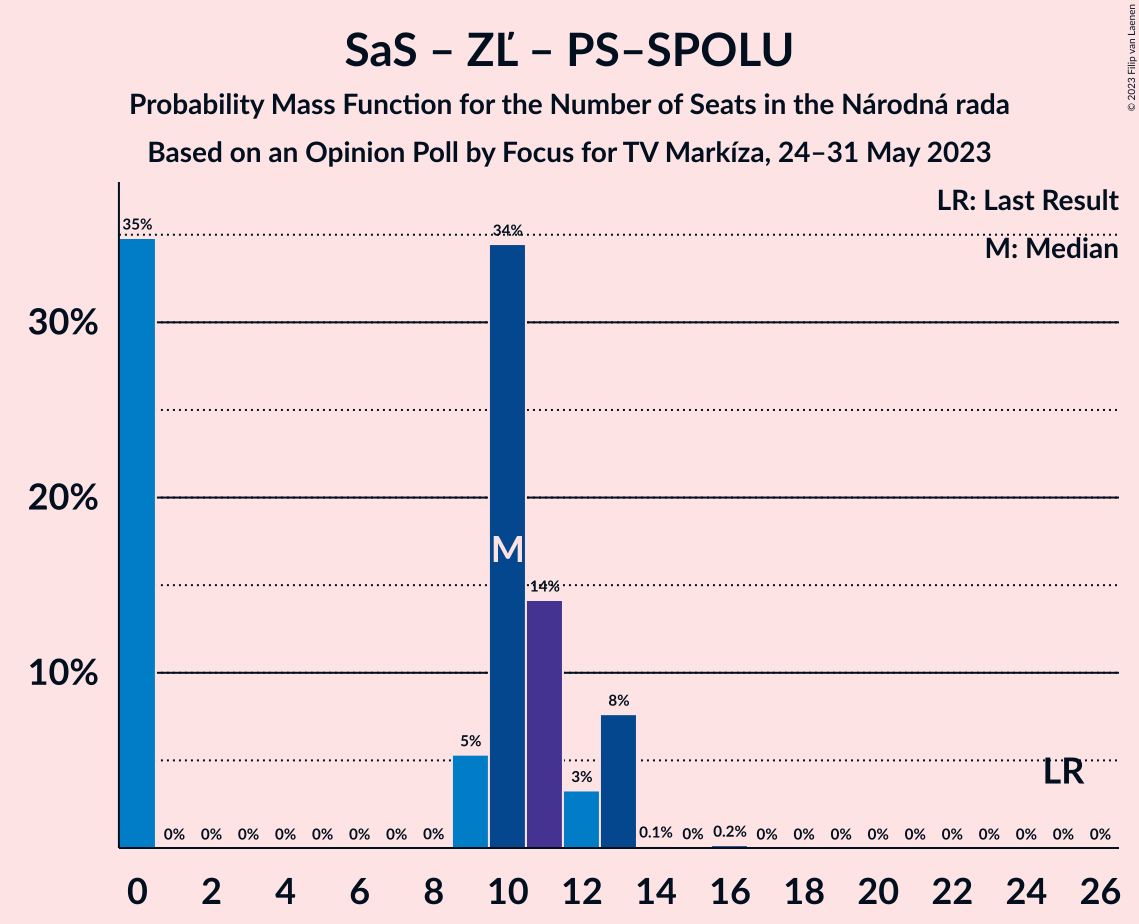 SaS – ZĽ – PS–SPOLU
Probability Mass Function for the Number of Seats in the Národná rada
Based on an Opinion Poll by Focus for TV Markíza, 24–31 May 2023
© 2023 Filip van Laenen
LR: Last Result
M: Median
35% 0% 0% 0% 0% 0% 0% 0% 0% 5% 34% 14% 3% 8% 0.1% 0% 0.2% 0% 0% 0% 0% 0% 0% 0% 0% 0% 0%
30%
20%
10%
M
LR
0 2 4 6 8 10 12 14 16 18 20 22 24 26